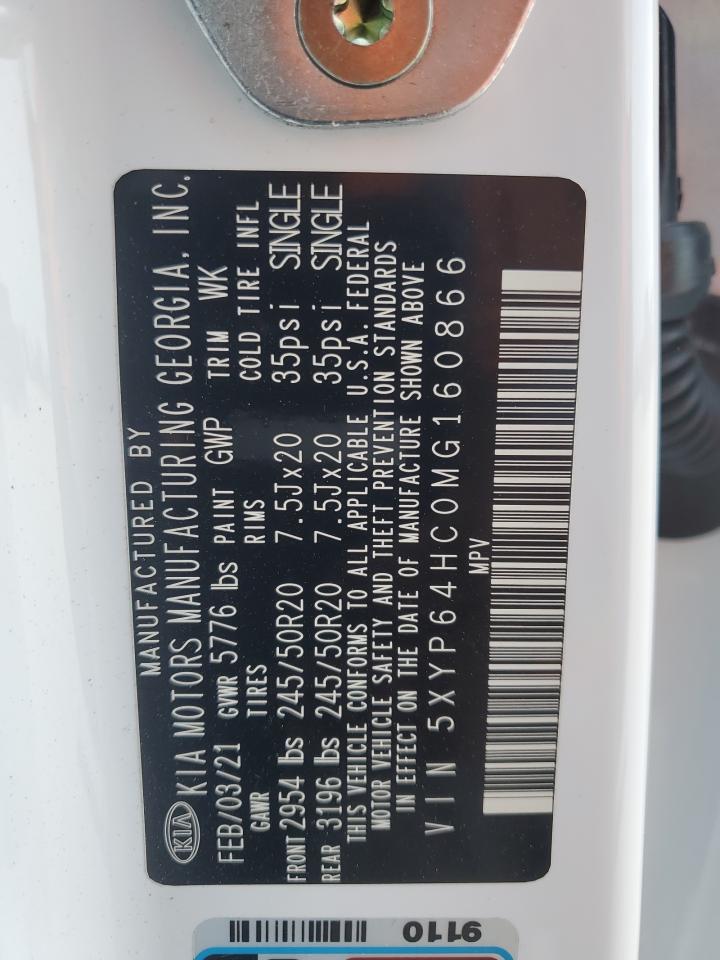 MANUFACTURED BY
KIA KIA MOTORS MANUFACTURING GEORGIA, INC.
FEB/03/21 GVWR 5776 lbs PAINT GWP TRIM WK
GAWR TIRES RIMS COLD TIRE INFL
FRONT 2954 lbs 245/50R20 7.5Jx20 35psi SINGLE
REAR 3196 lbs 245/50R20 7.5Jx20 35psi SINGLE
THIS VEHICLE CONFORMS TO ALL APPLICABLE U.S.A. FEDERAL
MOTOR VEHICLE SAFETY AND THEFT PREVENTION STANDARDS
IN EFFECT ON THE DATE OF MANUFACTURE SHOWN ABOVE
VIN 5XYP64HC0MG160866
MPV
9110